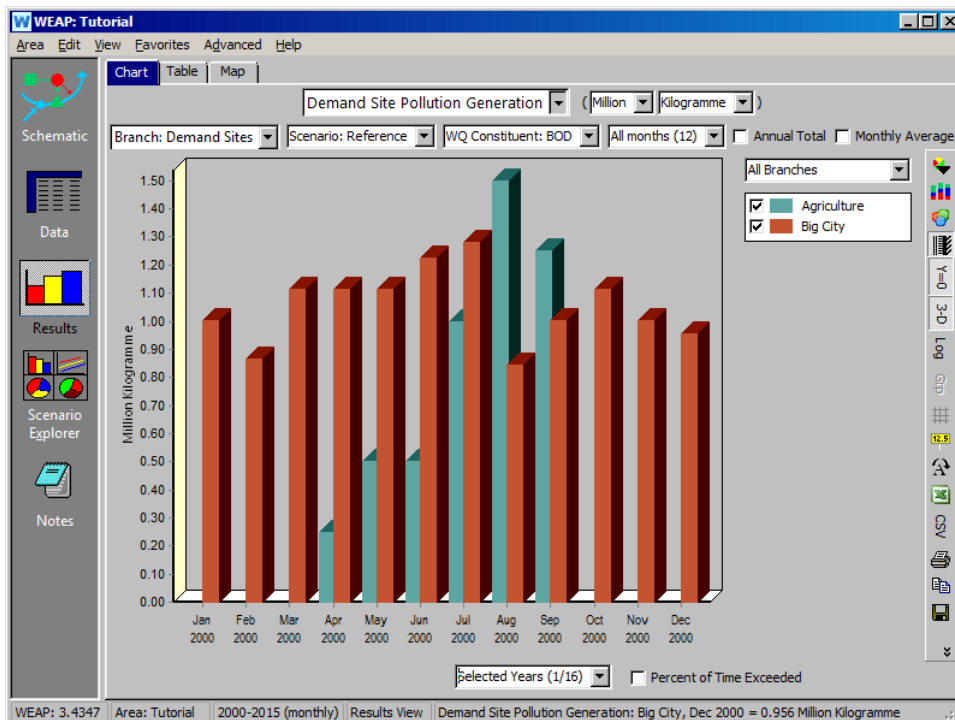 WEAP: Tutorial
Area Edit View Favorites Advanced Help
Chart Table Map
Demand Site Pollution Generation ( Million Kilogramme )
Branch: Demand Sites Scenario: Reference WQ Constituent: BOD All months (12) Annual Total Monthly Average
Schematic
Data
Results
Scenario
Explorer
Notes
All Branches
Agriculture
Big City
Million Kilogramme
1.50
1.40
1.30
1.20
1.10
1.00
0.90
0.80
0.70
0.60
0.50
0.40
0.30
0.20
0.10
0.00
Jan Feb Mar Apr May Jun Jul Aug Sep Oct Nov Dec
2000 2000 2000 2000 2000 2000 2000 2000 2000 2000 2000 2000
Y=0
3-D
Log
Grp
12.5
A
CSV
Selected Years (1/16) Percent of Time Exceeded
WEAP: 3.4347 Area: Tutorial 2000-2015 (monthly) Results View Demand Site Pollution Generation: Big City, Dec 2000 = 0.956 Million Kilogramme